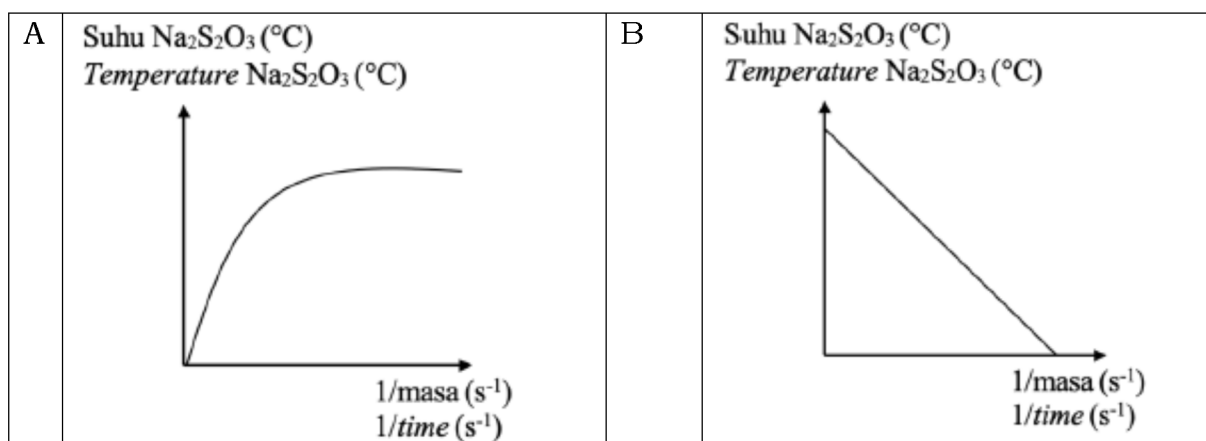 A
Suhu Na₂S₂O₃ (°C)
Temperature Na₂S₂O₃ (°C)
1/masa (s⁻¹)
1/time (s⁻¹)
B
Suhu Na₂S₂O₃ (°C)
Temperature Na₂S₂O₃ (°C)
1/masa (s⁻¹)
1/time (s⁻¹)